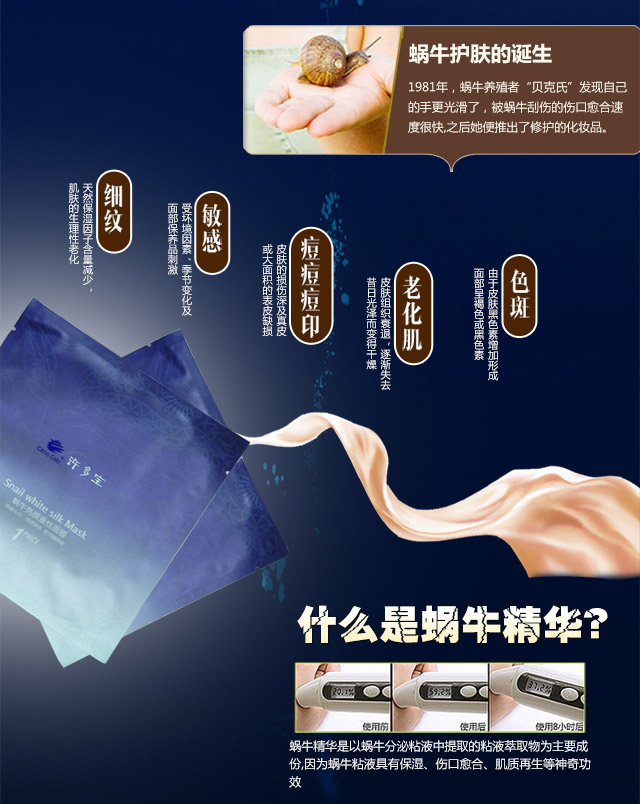 蜗牛护肤的诞生
1981年，蜗牛养殖者“贝克氏”发现自己
的手更光滑了，被蜗牛刮伤的伤口愈合速
度很快,之后她便推出了修护的化妆品。
细纹
天然保湿因子含量减少，
肌肤的生理性老化
敏感
受环境因素、季节变化及
面部保养品刺激
痘痘痘印
皮肤的损伤深及真皮
或大面积的表皮缺损
老化肌
皮肤组织衰退，逐渐失去
昔日光泽而变得干燥
色斑
由于皮肤黑色素增加形成
面部呈褐色或黑色素
许多宝
Snail white silk Mask
1 PIECE
什么是蜗牛精华?
20.1%
59.2%
37.2%
使用前
使用后
使用8小时后
蜗牛精华是以蜗牛分泌粘液中提取的粘液萃取物为主要成
份,因为蜗牛粘液具有保湿、伤口愈合、肌质再生等神奇功
效